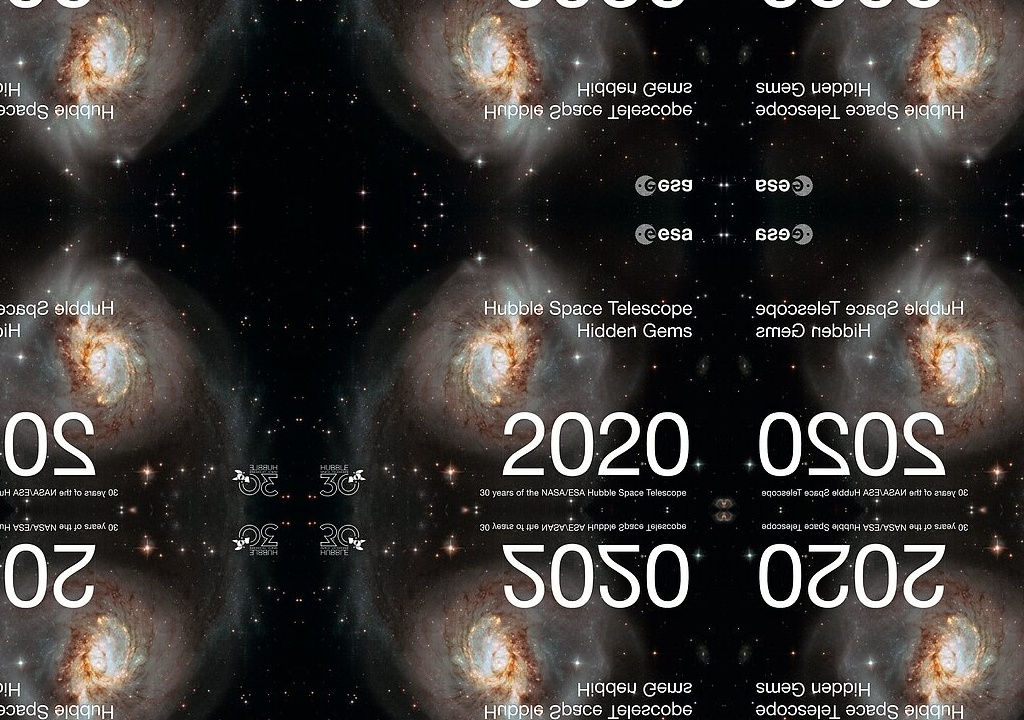 esa
Hubble Space Telescope
Hidden Gems
2020
HUBBLE
30
30 years of the NASA/ESA Hubble Space Telescope